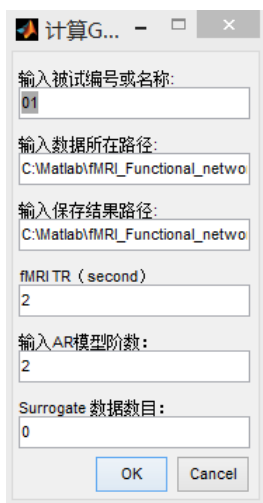 计算G...
输入被试编号或名称:
01
输入数据所在路径:
C:\Matlab\fMRI_Functional_netwo
输入保存结果路径:
C:\Matlab\fMRI_Functional_netwo
fMRI TR（second）
2
输入AR模型阶数：
2
Surrogate 数据数目：
0
OK Cancel